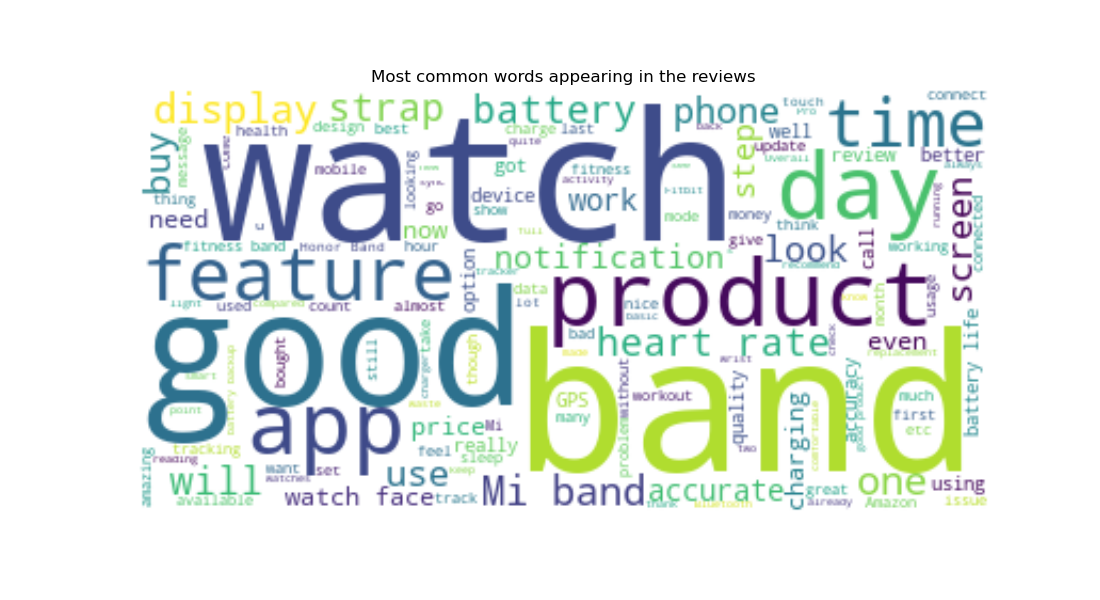 Most common words appearing in the reviews
display
strap
battery
phone
touch
Pro
time
connect
health
design
best
charge
last
quite
back
well
update
overall
review
better
always
buy
message
come
watch
step
day
thing
mobile
looking
got
fitness
activity
device
work
show
mode
fitbit
money
think
running
screen
connected
need
u
go
now
full
give
look
call
working
fitness band
Honor Band
hour
notification
recommend
feature
option
tracker
data
lot
product
nice
basic
usage
month
light
used
compared
count
almost
good
take
bad
heart rate
check
even
replacement
battery life
bought
still
charger
though
made
wrist
smart
battery backup
waste
band
GPS
many
without
workout
problem
quality
accuracy
good product
comfortable
much
first
etc
point
app
price
Mi
really
feel
sleep
two
tracking
reading
amazing
will
want
set
watches
use
keep
available
watch face
track
Mi band
accurate
thank
bluetooth
charging
great
already
one
Amazon
using
issue